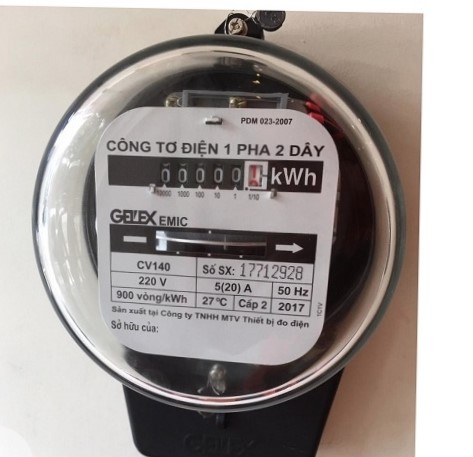 PDM 023-2007
CÔNG TƠ ĐIỆN 1 PHA 2 DÂY
0 0 0 0 0 kWh
10000 1000 100 10 1 1/10
GELEX EMIC
CV140 Số SX: 17712928
220 V 5(20) A 50 Hz
900 vòng/kWh 27°C Cấp 2 2017
Sản xuất tại Công ty TNHH MTV Thiết bị đo điện
Sở hữu của:
GELEX